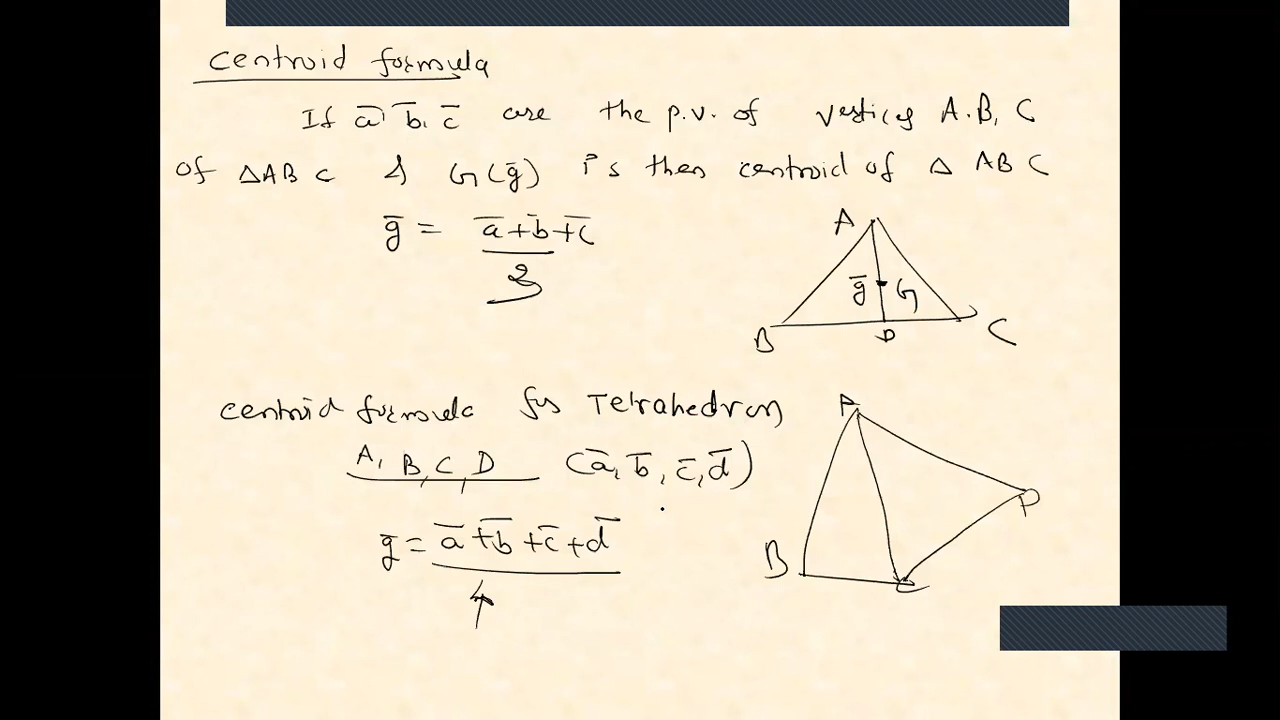 Centroid formula
If a̅, b̅, c̅ are the p.v. of vertices A.B, C
of ΔABC & G(g̅) is then centroid of Δ ABC
g̅ = a̅+b̅+c̅
3
A
g̅ G
B D C
centroid formula for Tetrahedron
A, B, C, D (a̅, b̅, c̅, d̅)
g̅ = a̅+b̅+c̅+d̅
4
A
D
B C